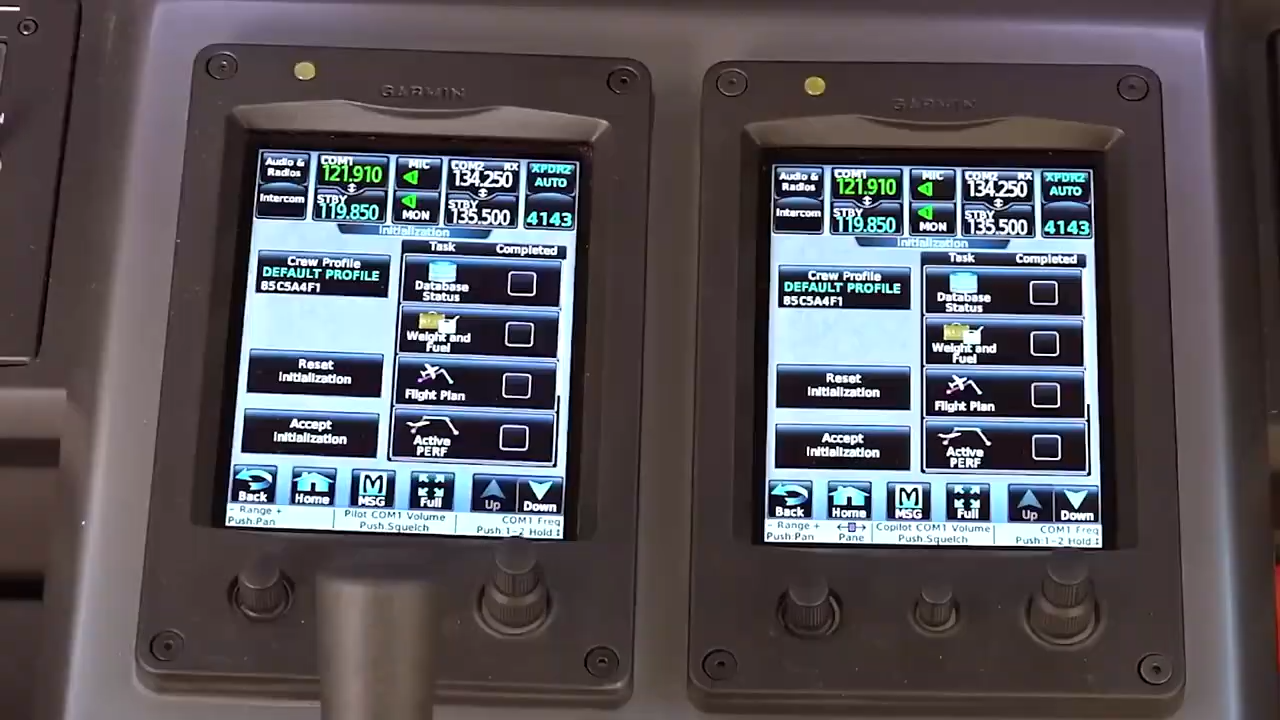 GARMIN
Audio & Radios
Intercom
COM1
121.910
STBY
119.850
MIC
MON
COM2 RX
134.250
STBY
135.500
XPDR2
AUTO
4143
Initialization
Crew Profile
DEFAULT PROFILE
85C5A4F1
Reset
Initialization
Accept
Initialization
Task Completed
Database
Status
Weight and
Fuel
Flight Plan
Active
PERF
Back Home MSG Full Up Down
- Range +
Push:Pan
Pilot COM1 Volume
Push:Squelch
COM1 Freq
Push:1-2 Hold:↕
GARMIN
Audio &
Radios
Intercom
COM1
121.910
STBY
119.850
MIC
MON
COM2 RX
134.250
STBY
135.500
XPDR2
AUTO
4143
Initialization
Crew Profile
DEFAULT PROFILE
85C5A4F1
Reset
Initialization
Accept
Initialization
Task Completed
Database
Status
Weight and
Fuel
Flight Plan
Active
PERF
Back Home MSG Full Up Down
- Range +
Push:Pan
Pane
Copilot COM1 Volume
Push:Squelch
COM1 Freq
Push:1-2 Hold:↕